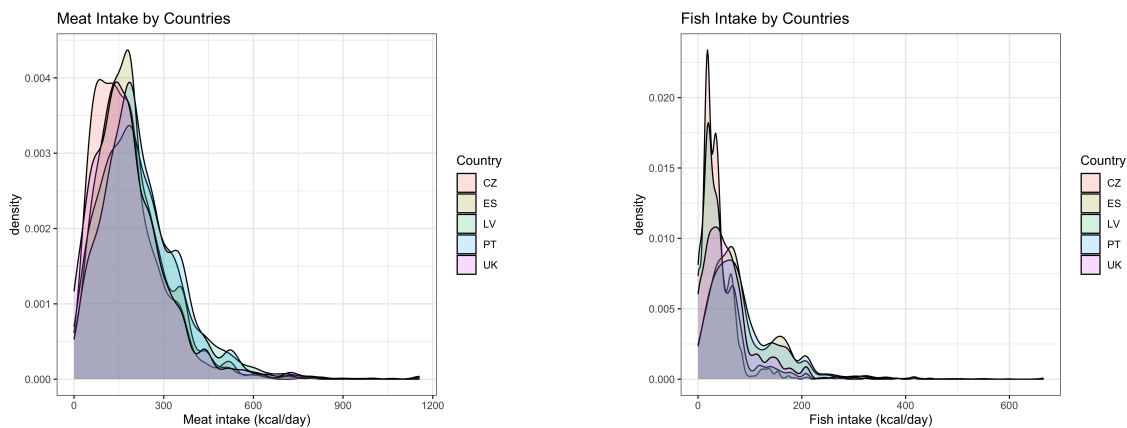 Meat Intake by Countries
density
0.004
0.003
0.002
0.001
0.000
0
300
600
900
1200
Meat intake (kcal/day)
Country
CZ
ES
LV
PT
UK
Fish Intake by Countries
density
0.020
0.015
0.010
0.005
0.000
0
200
400
600
Fish intake (kcal/day)
Country
CZ
ES
LV
PT
UK